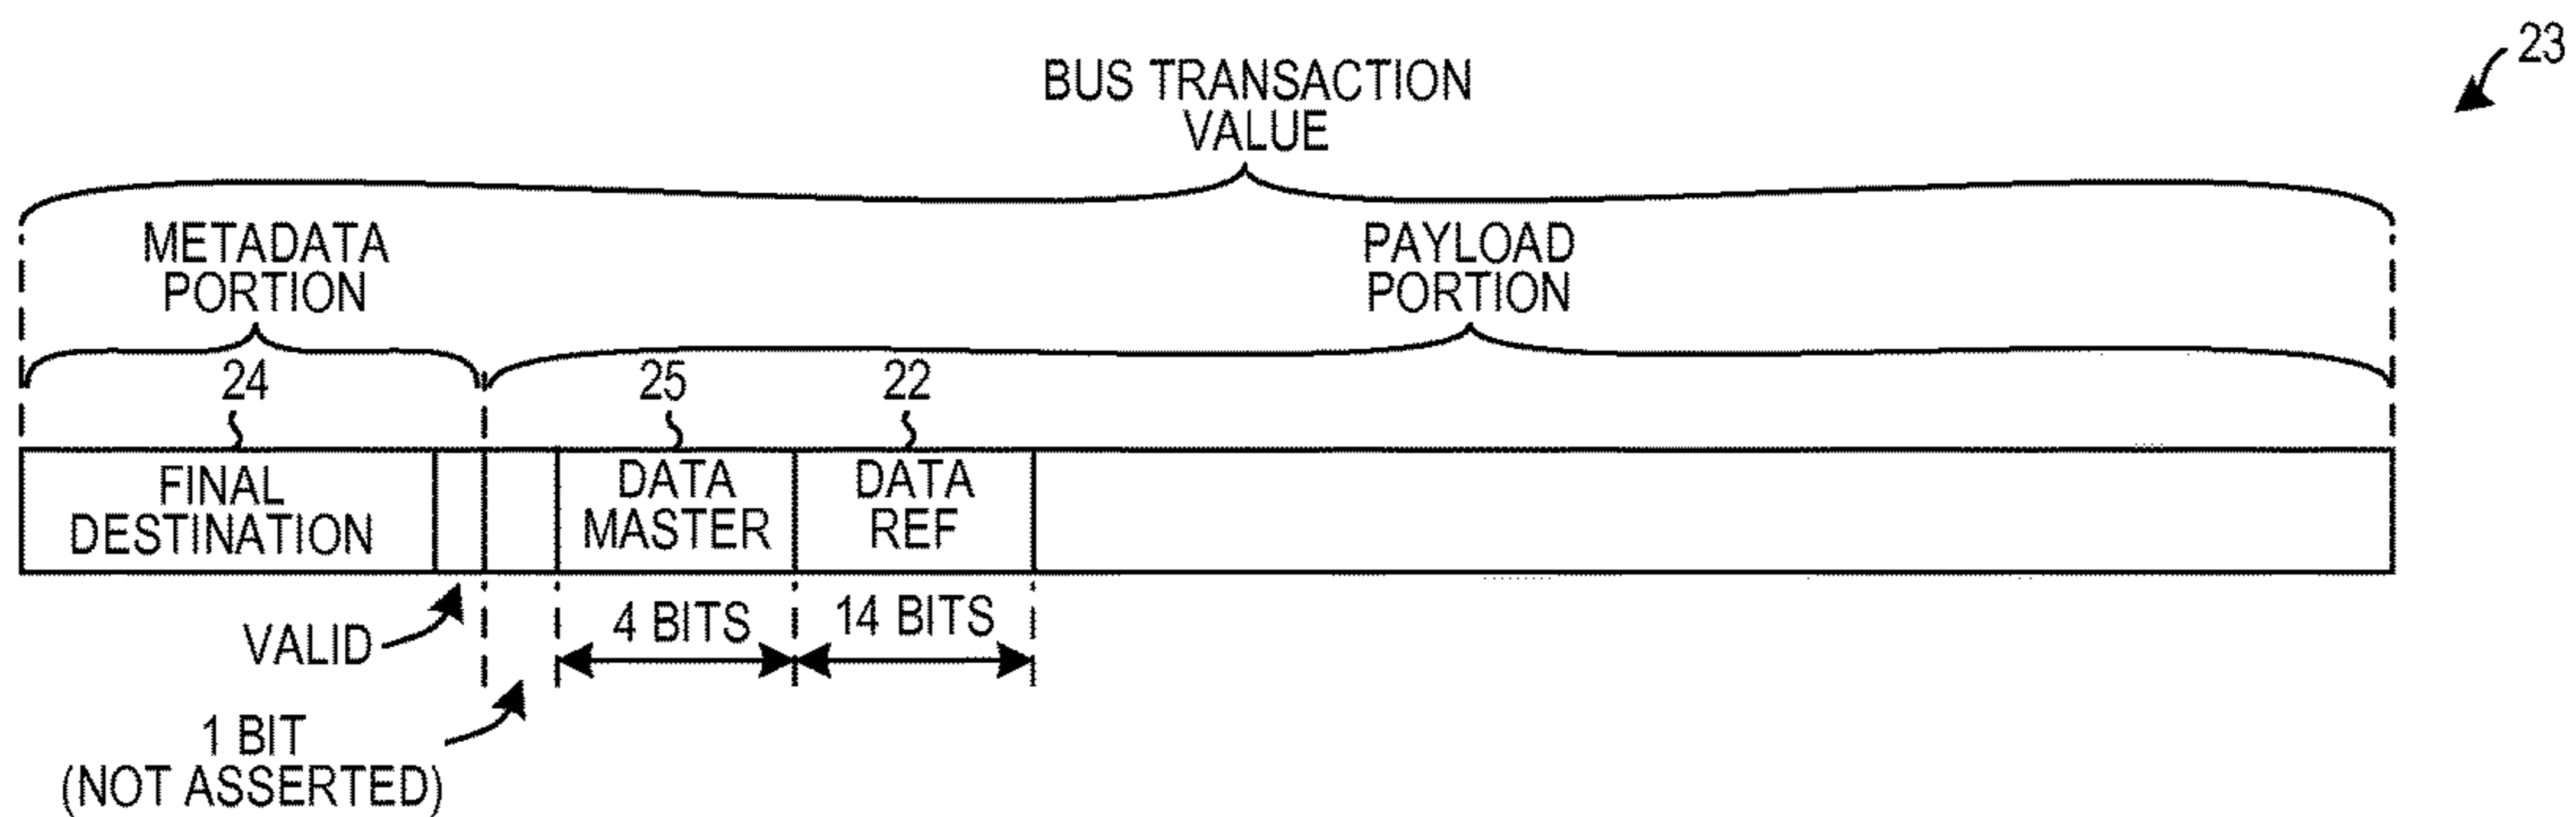 23
BUS TRANSACTION
VALUE
METADATA
PORTION
PAYLOAD
PORTION
24
25
22
FINAL
DESTINATION
DATA
MASTER
DATA
REF
VALID
4 BITS
14 BITS
1 BIT
(NOT ASSERTED)